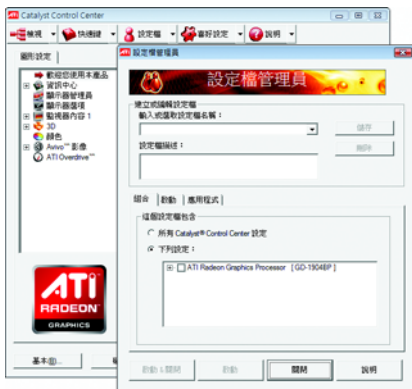 Catalyst Control Center
檢視 快速鍵 設定檔 喜好設定 說明
圖形設定
歡迎您使用本產品
資訊中心
顯示器管理員
顯示器選項
監視器內容 1
3D
顏色
Avivo™ 影像
ATI Overdrive™
ATI
RADEON
GRAPHICS
基本
設定檔管理員
設定檔管理員
建立或編輯設定檔
輸入或選取設定檔名稱：
儲存
設定檔描述：
刪除
組合 啟動 應用程式
這個設定檔包含
所有 Catalyst® Control Center 設定
下列設定：
ATI Radeon Graphics Processor [ GD-1904BP ]
啟動 & 關閉 啟動 關閉 說明